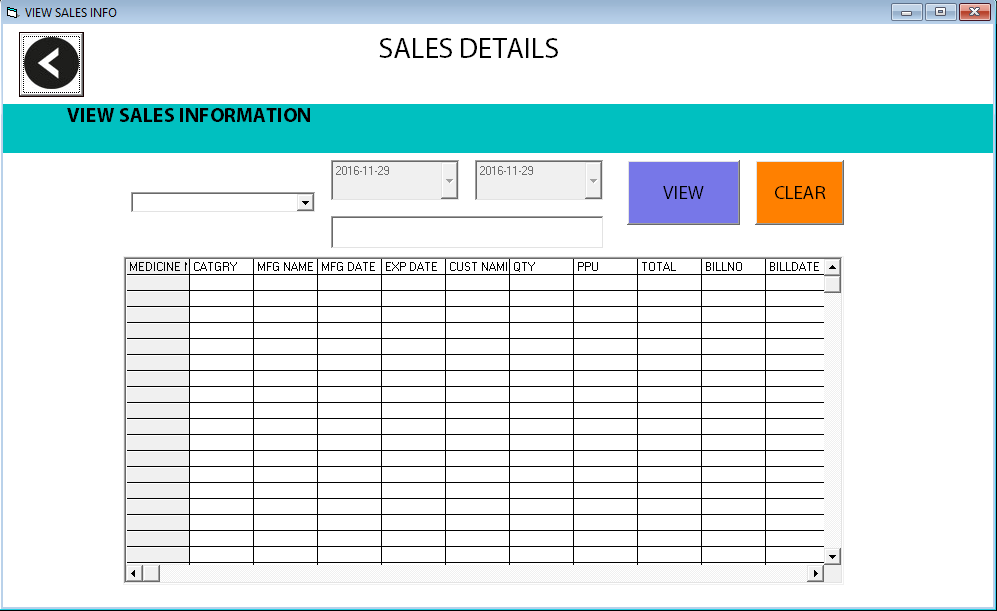 VIEW SALES INFO
SALES DETAILS
VIEW SALES INFORMATION
2016-11-29 2016-11-29
VIEW CLEAR
MEDICINE CATGRY MFG NAME MFG DATE EXP DATE CUST NAM QTY PPU TOTAL BILLNO BILLDATE